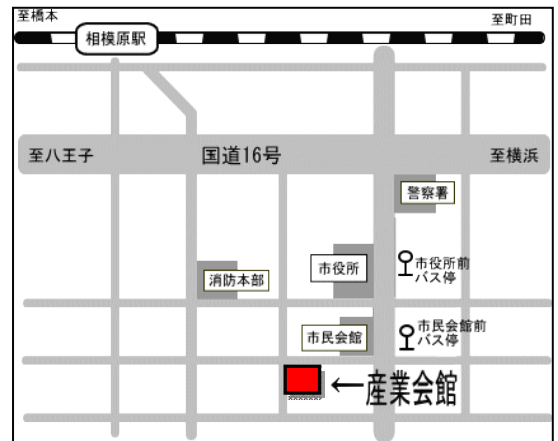 至橋本
至町田
相模原駅
至八王子
国道16号
至横浜
警察署
市役所
市役所前
バス停
消防本部
市民会館
市民会館前
バス停
←産業会館